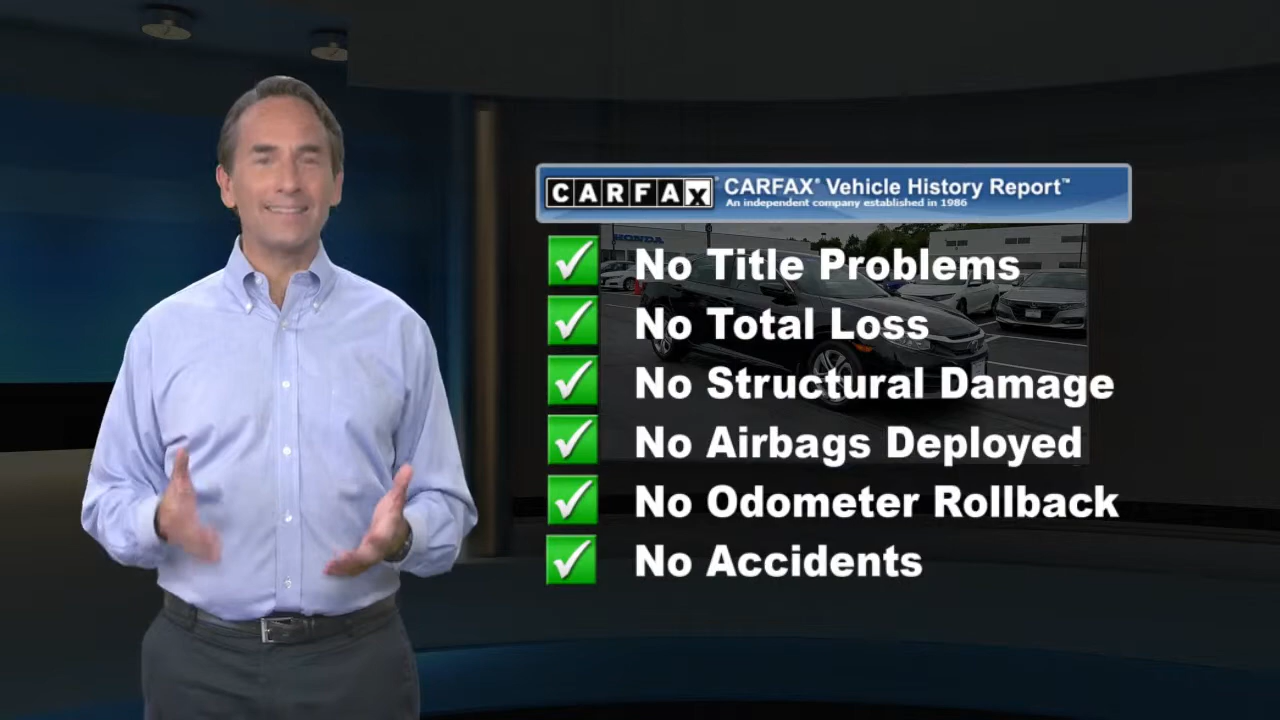 CARFAX® CARFAX® Vehicle History Report™
An independent company established in 1986
HONDA
No Title Problems
No Total Loss
No Structural Damage
No Airbags Deployed
No Odometer Rollback
No Accidents